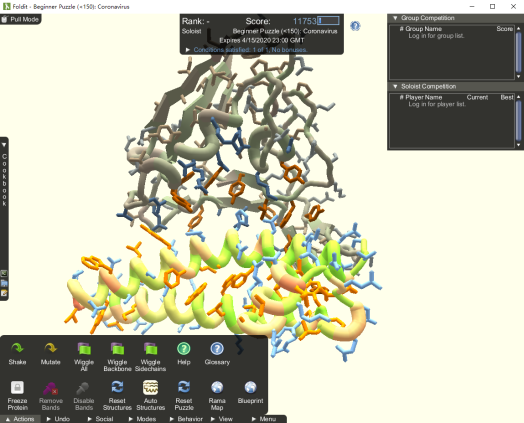 Foldit - Beginner Puzzle (<150): Coronavirus
Pull Mode
Rank: - Score: 11753
Soloist Beginner Puzzle (<150): Coronavirus
Expires 4/15/2020 23:00 GMT
Conditions satisfied: 1 of 1. No bonuses.
Group Competition
# Group Name Score
Log in for group list.
Soloist Competition
# Player Name Current Best
Log in for player list.
Cookbook
Shake Mutate Wiggle All Wiggle Backbone Wiggle Sidechains Help Glossary
Freeze Protein Remove Bands Disable Bands Reset Structures Auto Structures Reset Puzzle Rama Map Blueprint
Actions Undo Social Modes Behavior View Menu